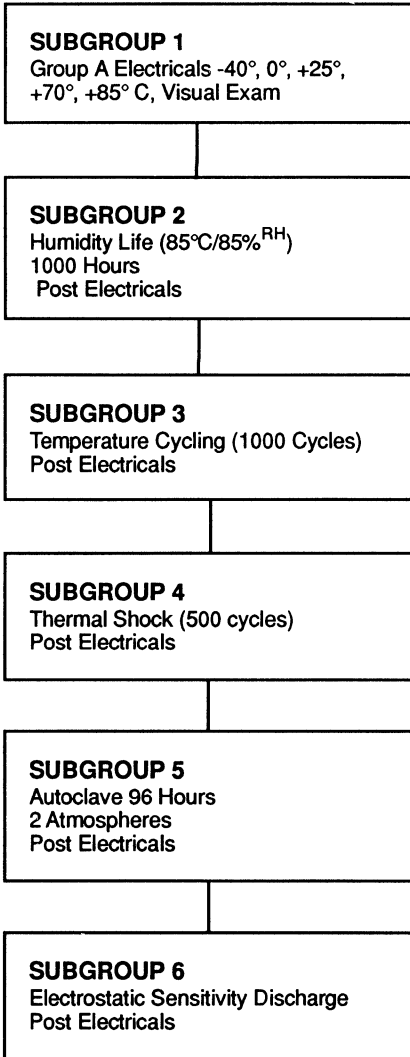 SUBGROUP 1
Group A Electricals -40°, 0°, +25°,
+70°, +85° C, Visual Exam
SUBGROUP 2
Humidity Life (85°C/85%RH)
1000 Hours
Post Electricals
SUBGROUP 3
Temperature Cycling (1000 Cycles)
Post Electricals
SUBGROUP 4
Thermal Shock (500 cycles)
Post Electricals
SUBGROUP 5
Autoclave 96 Hours
2 Atmospheres
Post Electricals
SUBGROUP 6
Electrostatic Sensitivity Discharge
Post Electricals